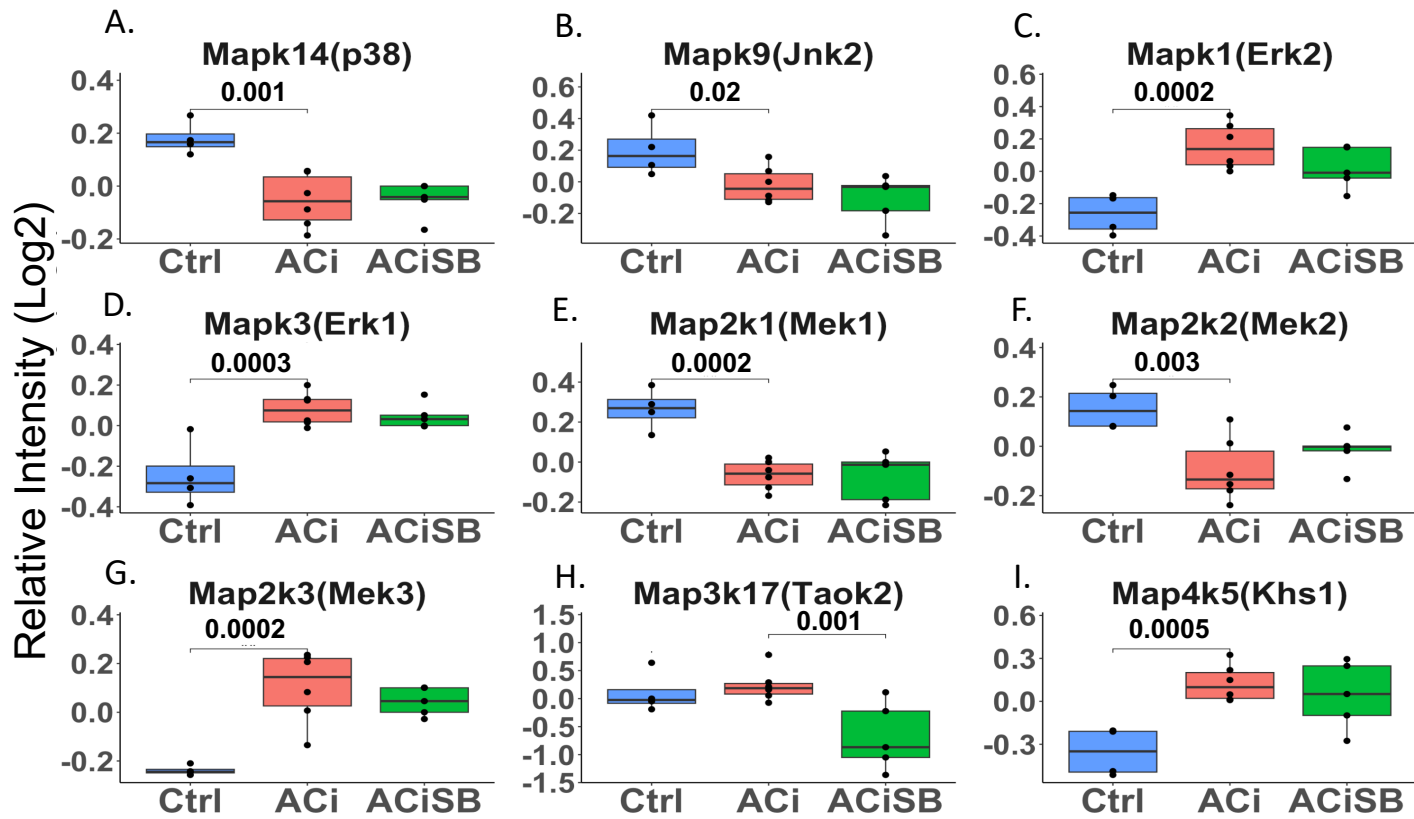 Relative Intensity (Log2)
A.
Mapk14(p38)
0.4
0.2
0.0
-0.2
0.001
Ctrl ACi ACiSB
B.
Mapk9(Jnk2)
0.6
0.4
0.2
0.0
-0.2
0.02
Ctrl ACi ACiSB
C.
Mapk1(Erk2)
0.6
0.4
0.2
0.0
-0.2
-0.4
0.0002
Ctrl ACi ACiSB
D.
Mapk3(Erk1)
0.4
0.2
0.0
-0.2
-0.4
0.0003
Ctrl ACi ACiSB
E.
Map2k1(Mek1)
0.4
0.2
0.0
-0.2
0.0002
Ctrl ACi ACiSB
F.
Map2k2(Mek2)
0.4
0.2
0.0
-0.2
0.003
Ctrl ACi ACiSB
G.
Map2k3(Mek3)
0.4
0.2
0.0
-0.2
0.0002
Ctrl ACi ACiSB
H.
Map3k17(Taok2)
1.5
1.0
0.5
0.0
-0.5
-1.0
-1.5
0.001
Ctrl ACi ACiSB
I.
Map4k5(Khs1)
0.6
0.3
0.0
-0.3
0.0005
Ctrl ACi ACiSB